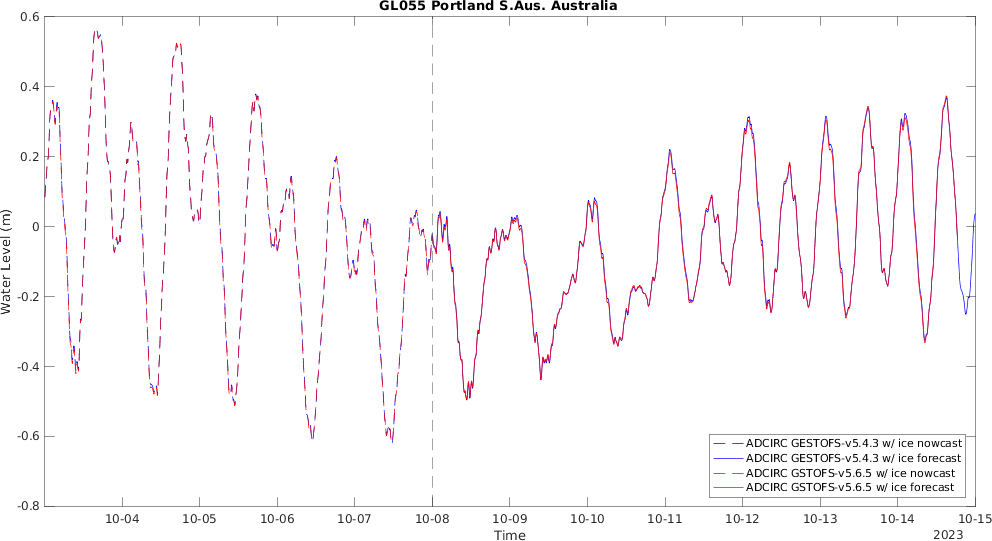 GL055 Portland S.Aus. Australia
0.6
0.4
0.2
0
-0.2
-0.4
-0.6
-0.8
Water Level (m)
ADCIRC GESTOFS-v5.4.3 w/ ice nowcast
ADCIRC GESTOFS-v5.4.3 w/ ice forecast
ADCIRC GSTOFS-v5.6.5 w/ ice nowcast
ADCIRC GSTOFS-v5.6.5 w/ ice forecast
10-04 10-05 10-06 10-07 10-08 10-09 10-10 10-11 10-12 10-13 10-14 10-15
Time
2023